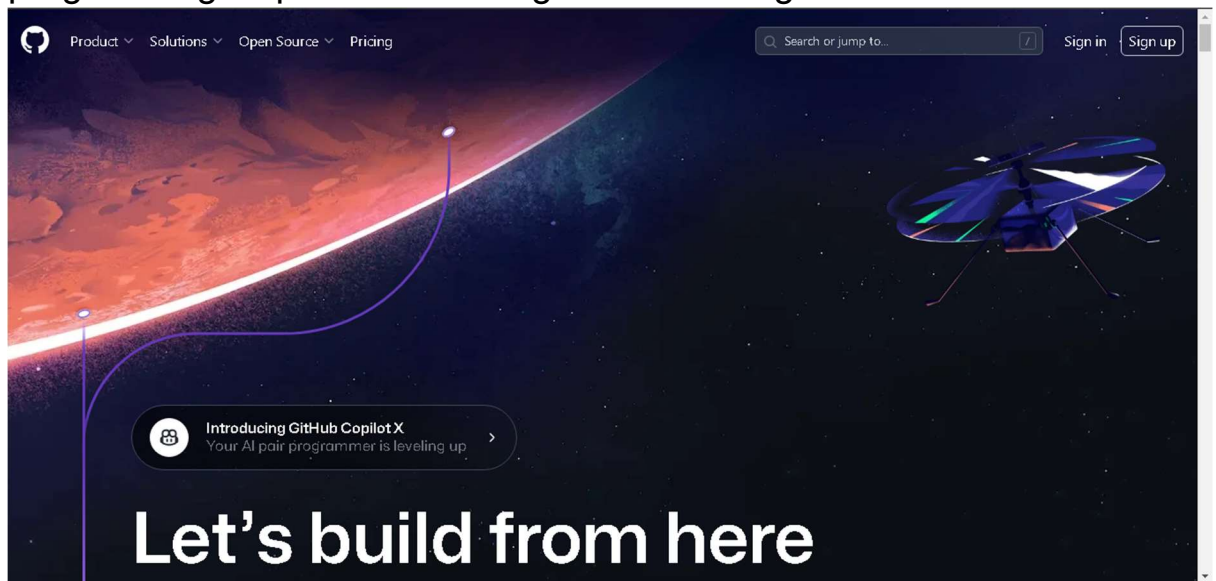 Product Solutions Open Source Pricing Search or jump to... / Sign in Sign up
Introducing GitHub Copilot X
Your AI pair programmer is leveling up
Let's build from here